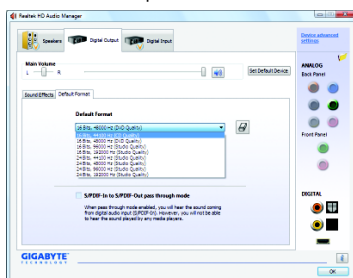 Realtek HD Audio Manager
Speakers
Digital Output
Digital Input
Device advanced settings
Main Volume
L
R
Set Default Device
ANALOG
Back Panel
Sound Effects
Default Format
Default Format
16 Bits, 48000 Hz (DVD Quality)
16 Bits, 44100 Hz (CD Quality)
16 Bits, 48000 Hz (DVD Quality)
16 Bits, 96000 Hz (Studio Quality)
16 Bits, 192000 Hz (Studio Quality)
24 Bits, 44100 Hz (Studio Quality)
24 Bits, 48000 Hz (Studio Quality)
24 Bits, 96000 Hz (Studio Quality)
24 Bits, 192000 Hz (Studio Quality)
Front Panel
S/PDIF-In to S/PDIF-Out pass through mode
When pass through mode enabled, you will hear the sound coming
from digital audio input (S/PDIF-In). However, you will not be able
to hear the sound played by any media players.
DIGITAL
GIGABYTE
TECHNOLOGY
OK